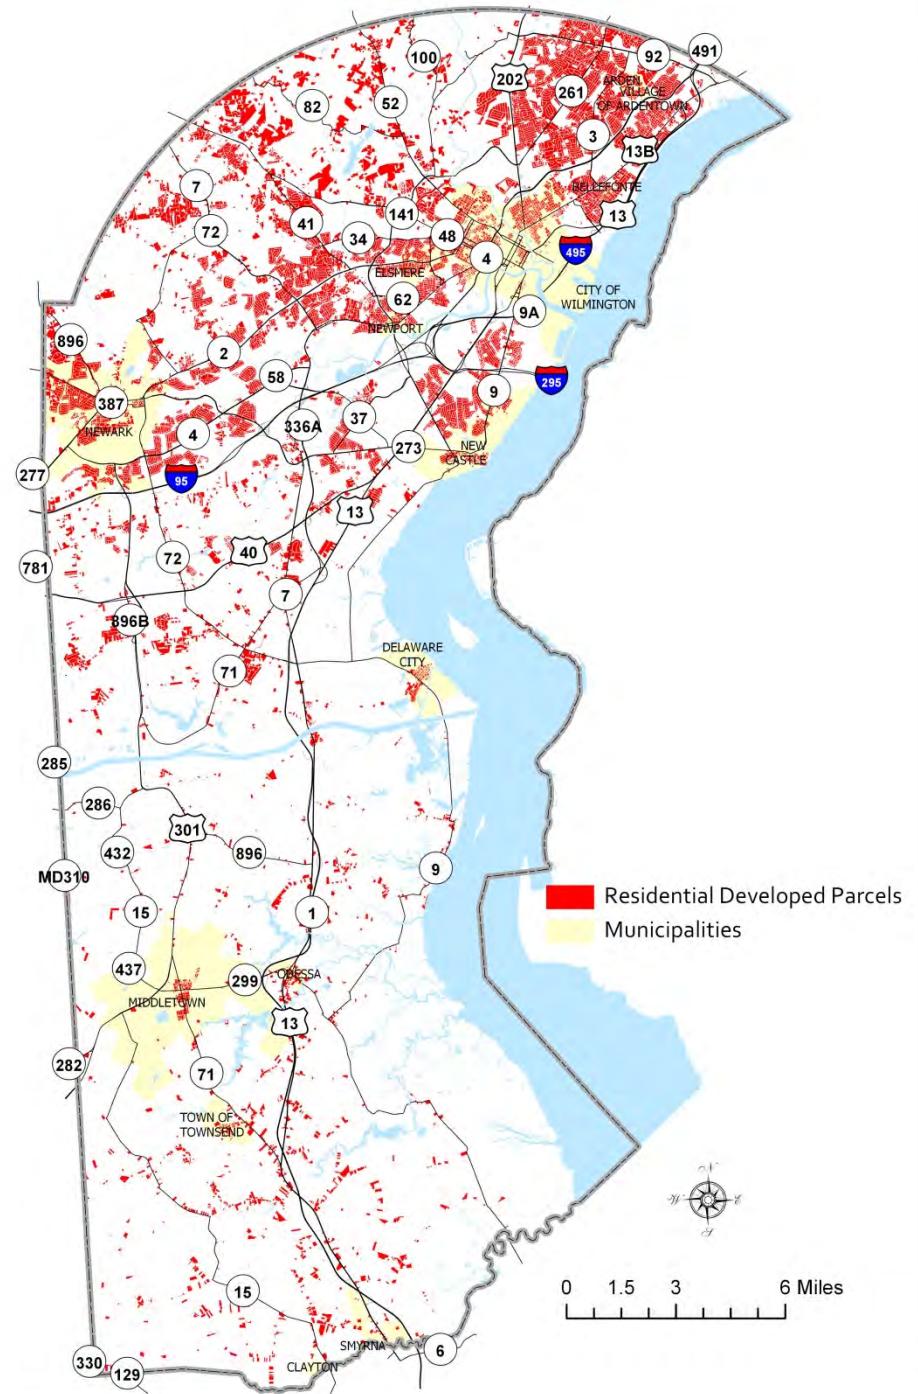 491
92
100
202
ARDEN
VILLAGE
OF ARDENTOWN
261
52
82
3
13B
7
BELLEFONTE
141
13
41
72
34
48
495
4
ELSMERE
CITY OF
WILMINGTON
62
9A
NEWPORT
896
2
58
295
9
387
37
336A
NEWARK
4
273
NEW
CASTLE
277
95
13
40
72
781
7
896B
DELAWARE
CITY
71
285
286
301
432
896
9
MD310
Residential Developed Parcels
15
1
Municipalities
437
299
ODESSA
MIDDLETOWN
13
282
71
TOWN OF
TOWNSEND
N
W
E
S
15
0 1.5 3 6 Miles
SMYRNA
6
330
CLAYTON
129